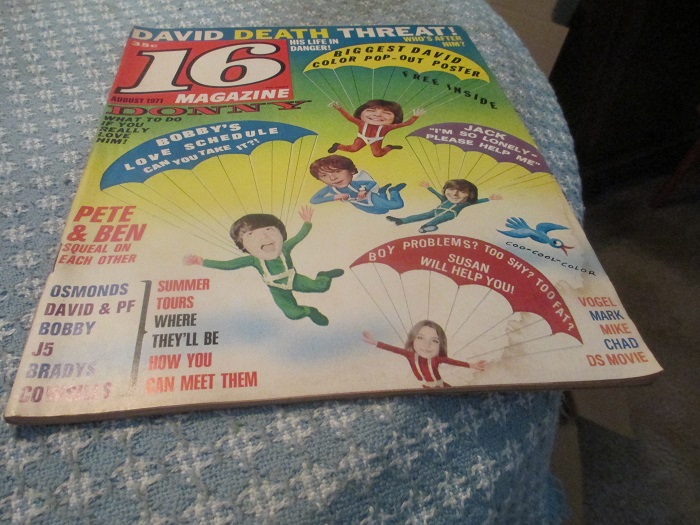 DAVID DEATH THREAT!
HIS LIFE IN
DANGER!
WHO'S AFTER
HIM?
35¢
16
AUGUST 1971
MAGAZINE
BIGGEST DAVID
COLOR POP-OUT POSTER
FREE INSIDE
DONNY
WHAT TO DO
IF YOU
REALLY
LOVE
HIM!
BOBBY'S
LOVE SCHEDULE
CAN YOU TAKE IT?!
JACK
"I'M SO LONELY-
PLEASE HELP ME"
PETE
& BEN
SQUEAL ON
EACH OTHER
COO-COOL-COLOR
BOY PROBLEMS? TOO SHY? TOO FAT?
SUSAN
WILL HELP YOU!
OSMONDS
DAVID & PF
BOBBY
J5
BRADYS
COWSILLS
SUMMER
TOURS
WHERE
THEY'LL BE
HOW YOU
CAN MEET THEM
VOGEL
MARK
MIKE
CHAD
DS MOVIE